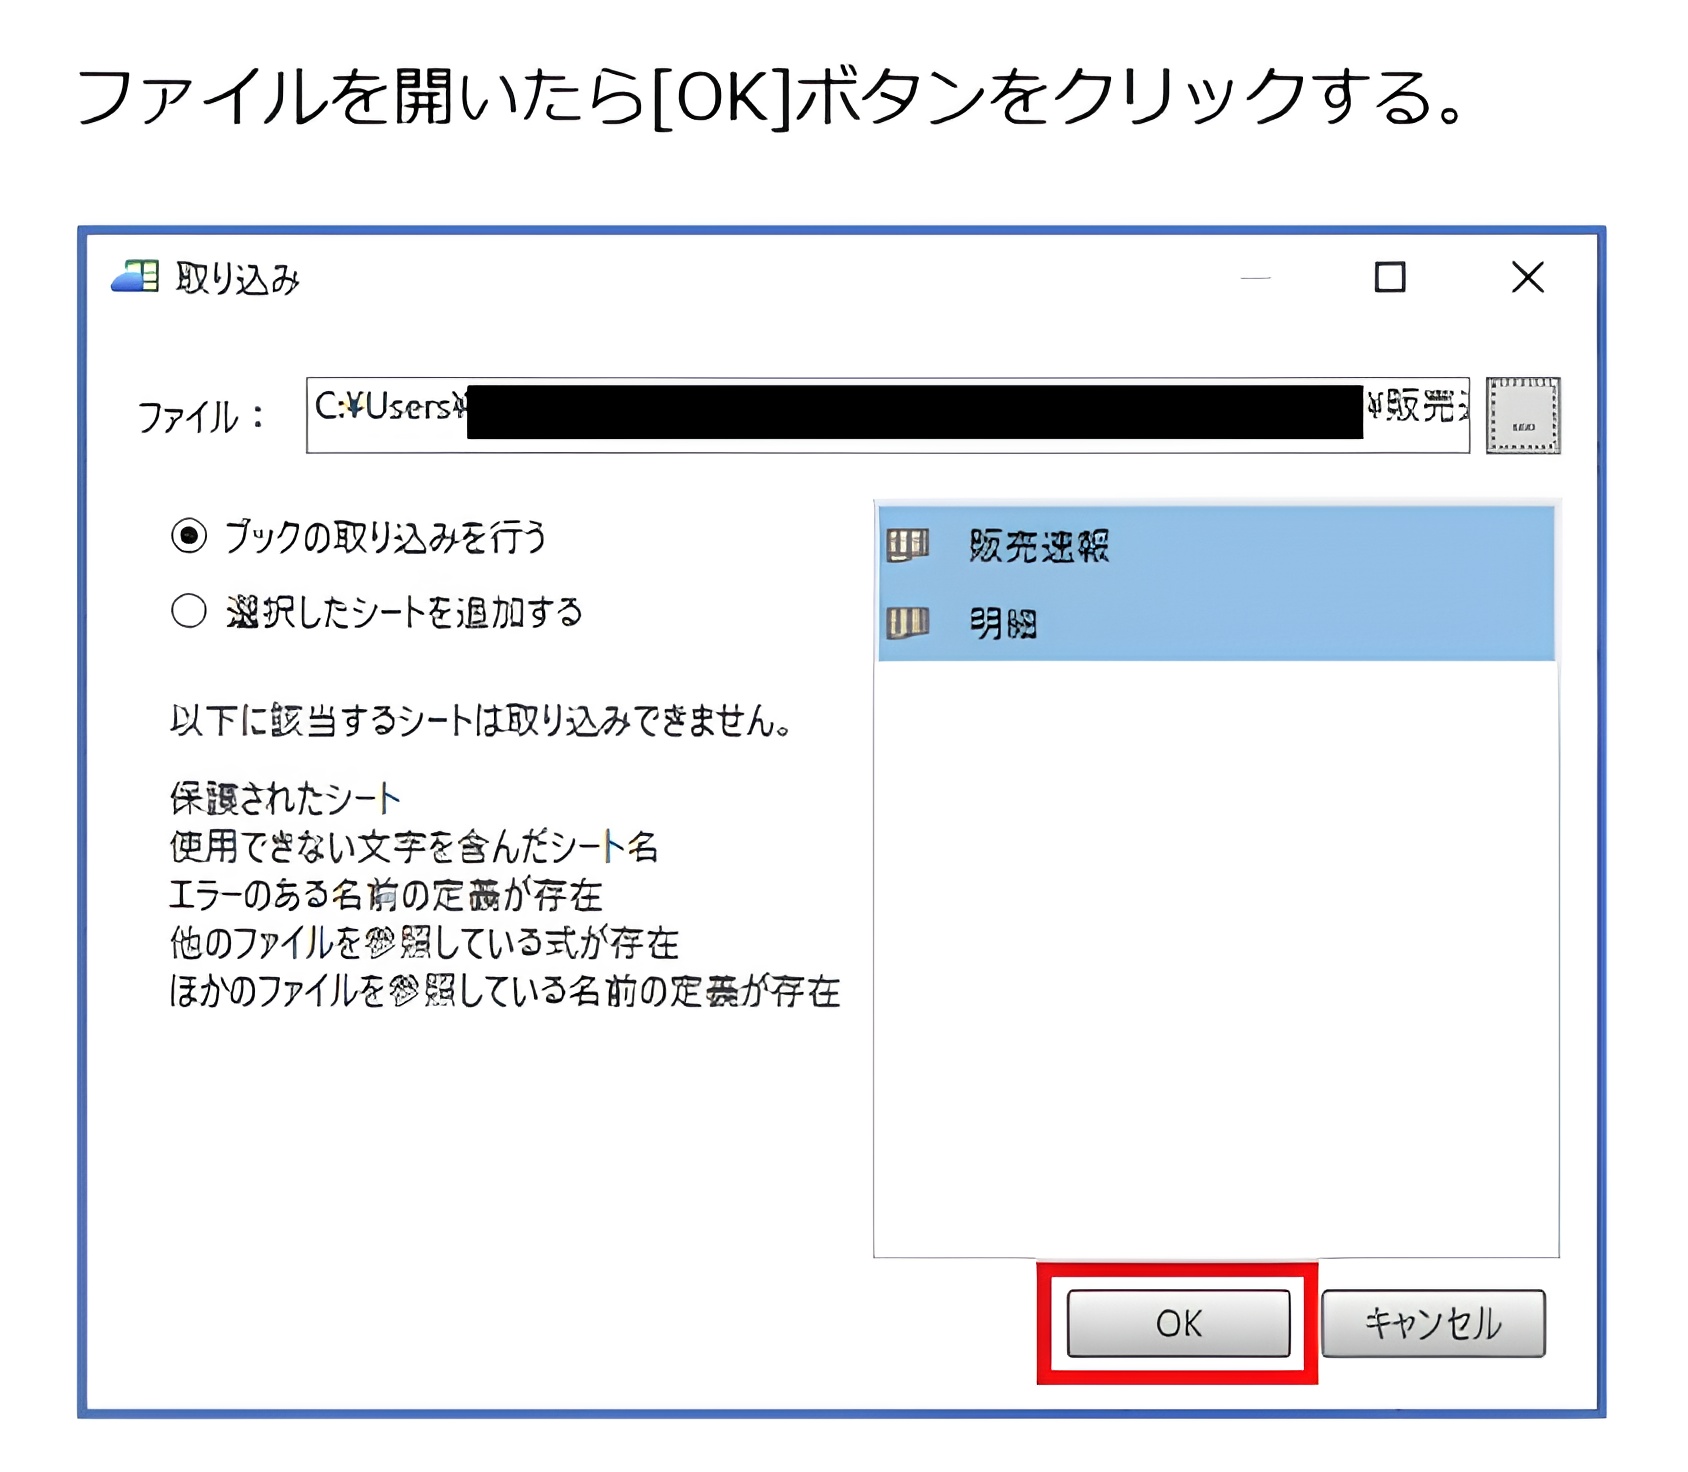 ファイルを開いたら[OK]ボタンをクリックする。
取り込み
ファイル：
C:¥Users¥
¥販売
ブックの取り込みを行う
選択したシートを追加する
販売速報
明細
以下に該当するシートは取り込みできません。
保護されたシート
使用できない文字を含んだシート名
エラーのある名前の定義が存在
他のファイルを参照している式が存在
ほかのファイルを参照している名前の定義が存在
OK
キャンセル